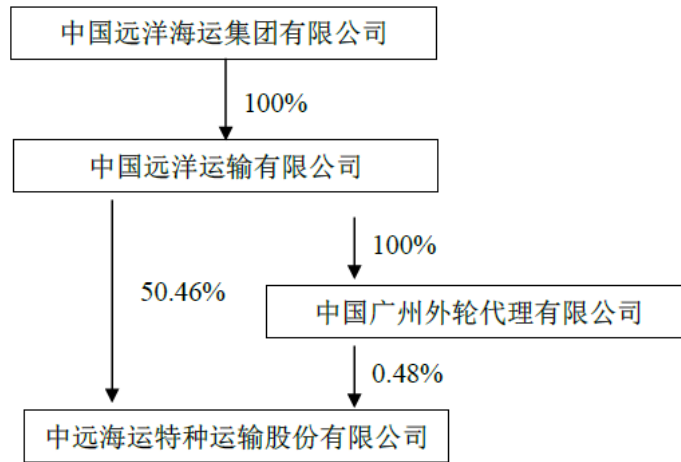 中国远洋海运集团有限公司
100%
中国远洋运输有限公司
100%
50.46%
中国广州外轮代理有限公司
0.48%
中远海运特种运输股份有限公司